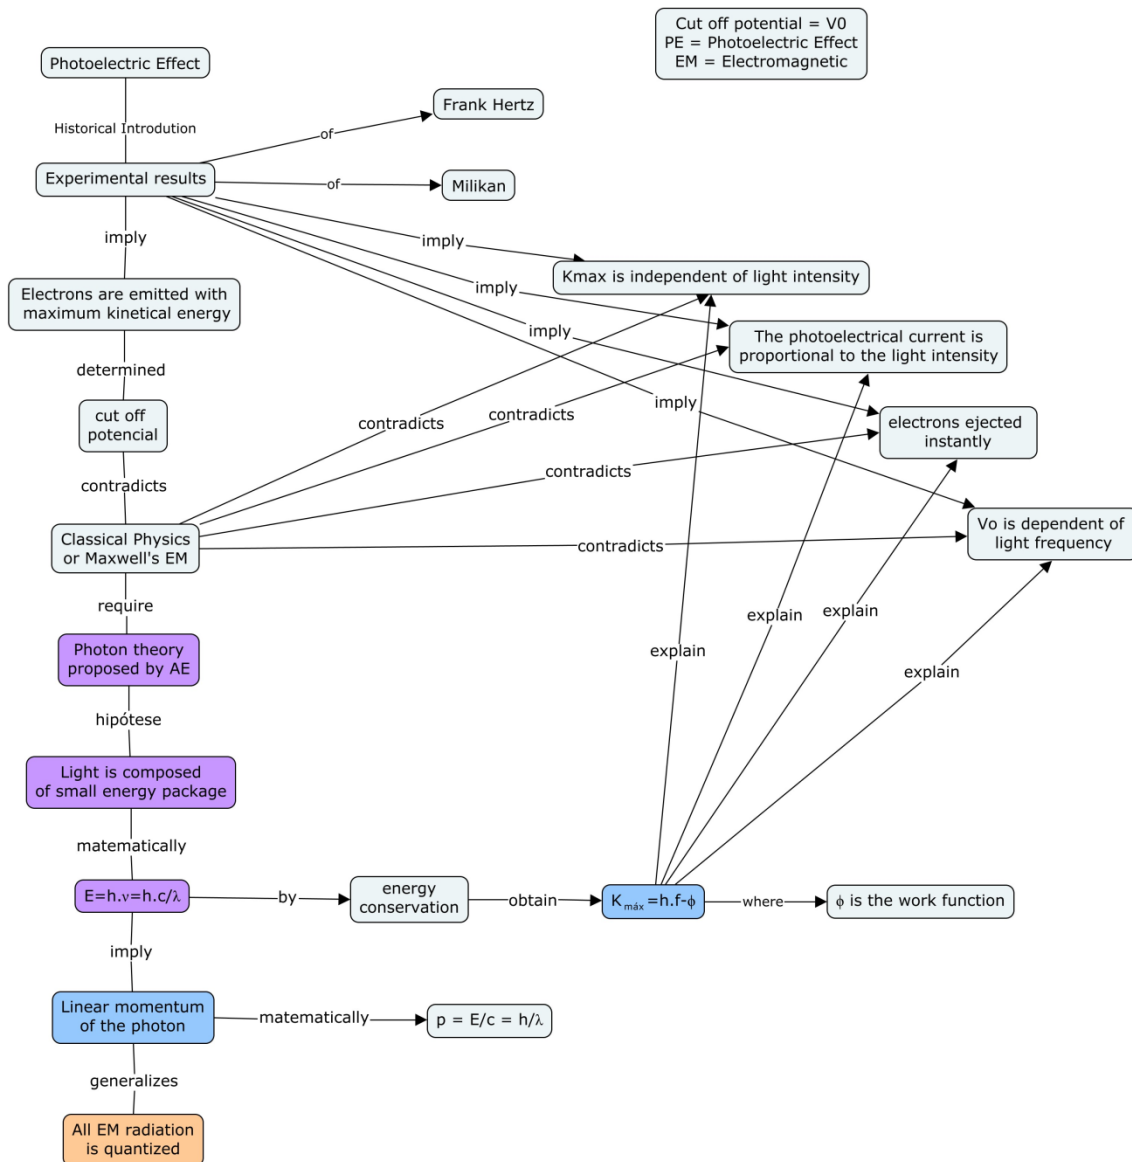 Cut off potential = V0
PE = Photoelectric Effect
EM = Electromagnetic
Photoelectric Effect
Historical Introdution
Frank Hertz
of
Experimental results
of
Milikan
imply
imply
Kmax is independent of light intensity
Electrons are emitted with
maximum kinetical energy
imply
The photoelectrical current is
proportional to the light intensity
imply
determined
imply
cut off
potencial
contradicts
contradicts
electrons ejected
instantly
contradicts
contradicts
Classical Physics
or Maxwell's EM
contradicts
Vo is dependent of
light frequency
require
explain
explain
explain
explain
Photon theory
proposed by AE
hipótese
Light is composed
of small energy package
matematically
E=h.ν=h.c/λ
by
energy
conservation
obtain
Kmáx=h.f-ϕ
where
ϕ is the work function
imply
Linear momentum
of the photon
matematically
p = E/c = h/λ
generalizes
All EM radiation
is quantized